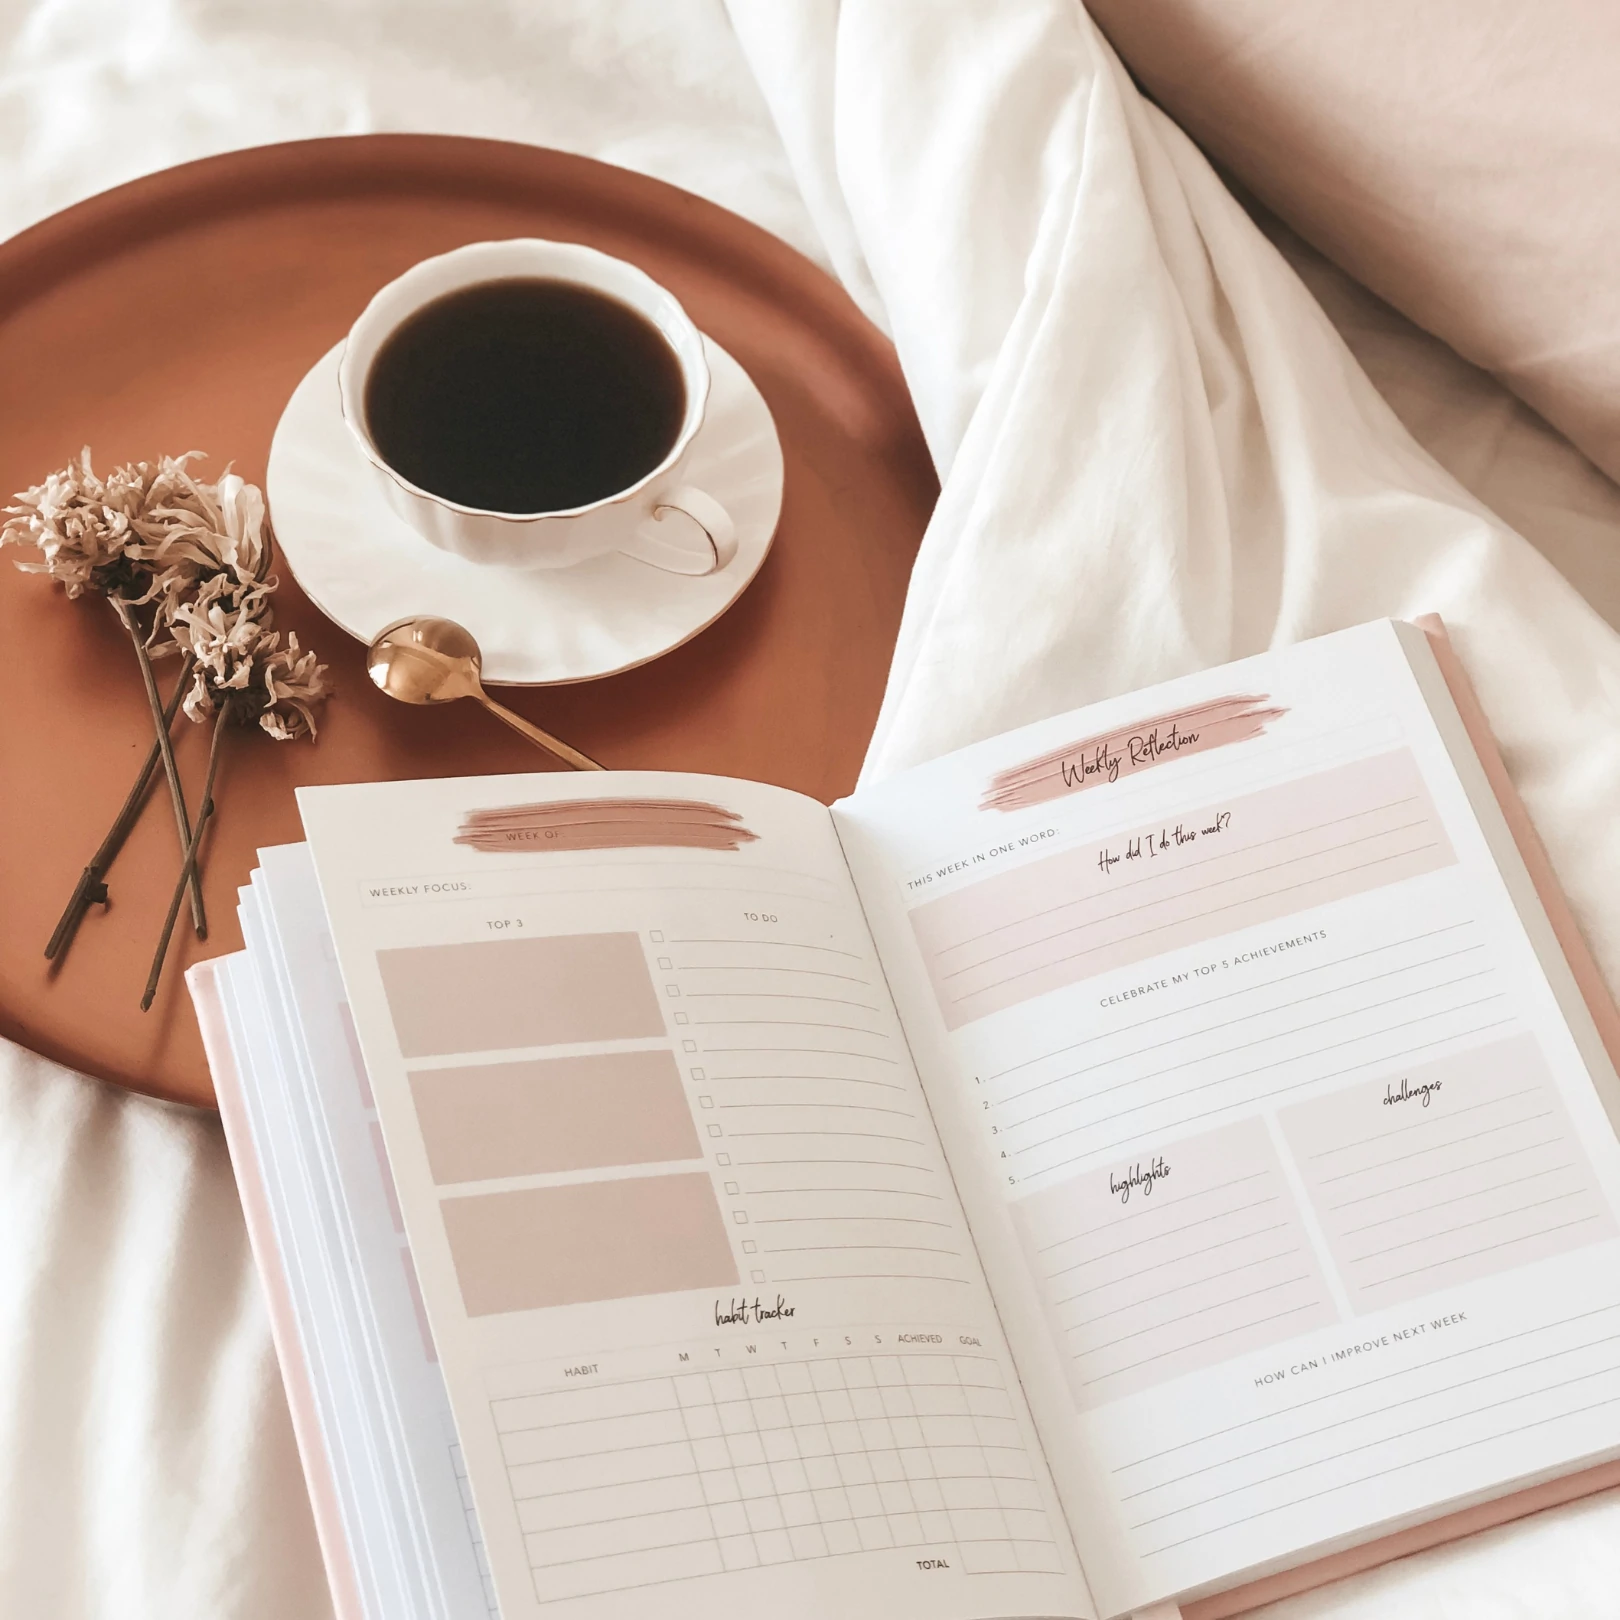 WEEK OF:
WEEKLY FOCUS:
TOP 3
TO DO
habit tracker
HABIT M T W T F S S ACHIEVED GOAL
TOTAL
Weekly Reflection
THIS WEEK IN ONE WORD:
How did I do this week?
CELEBRATE MY TOP 5 ACHIEVEMENTS
1.
2.
3.
4.
5.
highlights
challenges
HOW CAN I IMPROVE NEXT WEEK